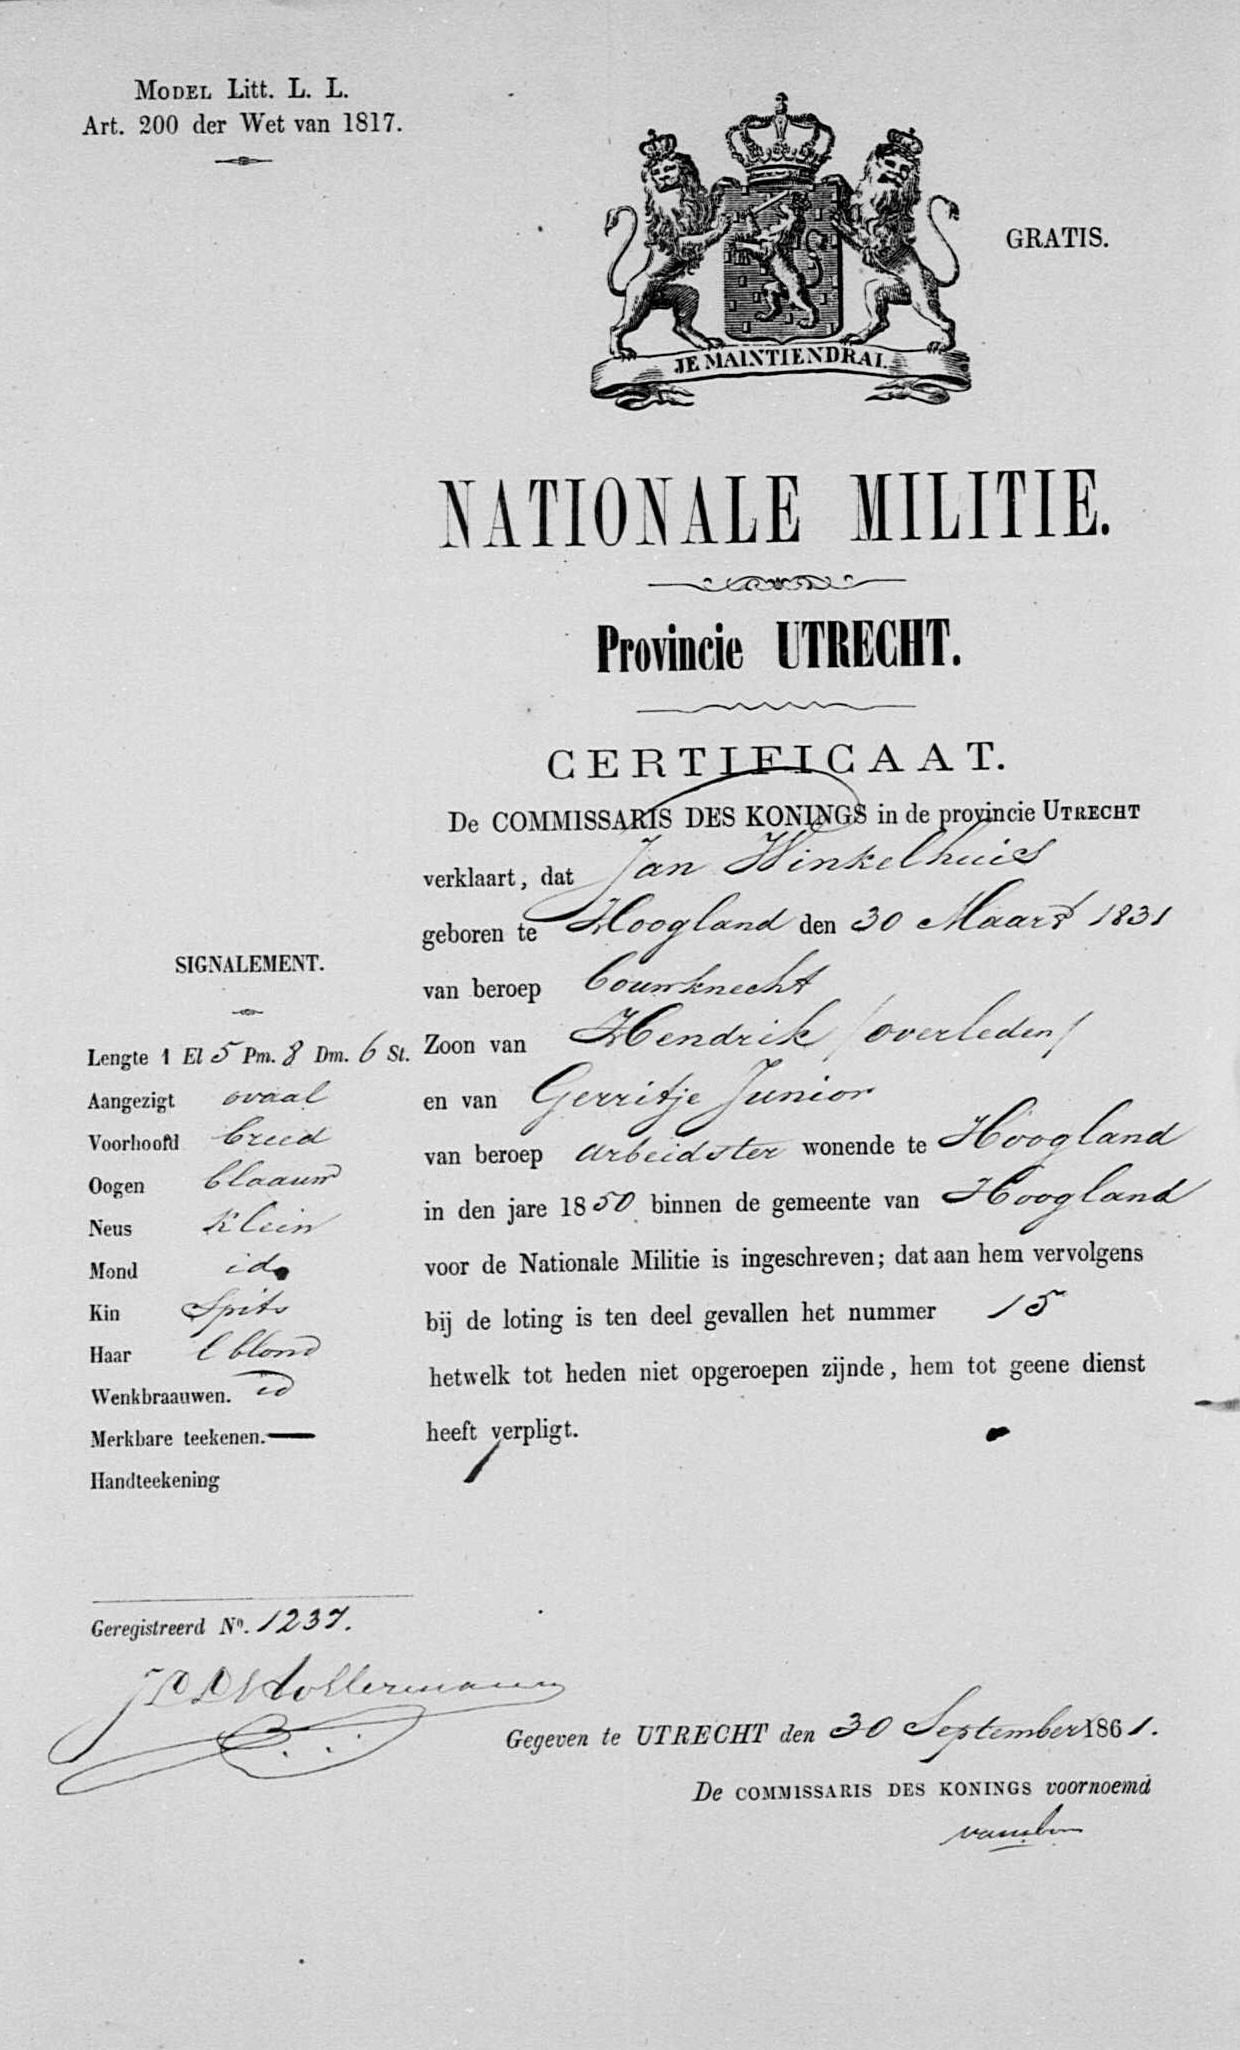 MODEL Litt. L. L.
Art. 200 der Wet van 1817.
GRATIS.
JE MAINTIENDRAI.
NATIONALE MILITIE.
Provincie UTRECHT.
CERTIFICAAT.
De COMMISSARIS DES KONINGS in de provincie UTRECHT
verklaart, dat Jan Winkelhuis
geboren te Hoogland den 30 Maart 1831
van beroep bouwknecht
Zoon van Hendrik /overleden/
en van Gerritje Junior
van beroep arbeidster wonende te Hoogland
in den jare 1850 binnen de gemeente van Hoogland
voor de Nationale Militie is ingeschreven; dat aan hem vervolgens
bij de loting is ten deel gevallen het nummer 15
hetwelk tot heden niet opgeroepen zijnde, hem tot geene dienst
heeft verpligt.
SIGNALEMENT.
Lengte 1 El 5 Pm. 8 Dm. 6 St.
Aangezigt ovaal
Voorhoofd breed
Oogen blaauw
Neus klein
Mond id.
Kin Spits
Haar l blond
Wenkbraauwen. id
Merkbare teekenen. —
Handteekening
Geregistreerd No. 1237.
Gegeven te UTRECHT den 30 September 1861.
De COMMISSARIS DES KONINGS voornoemd